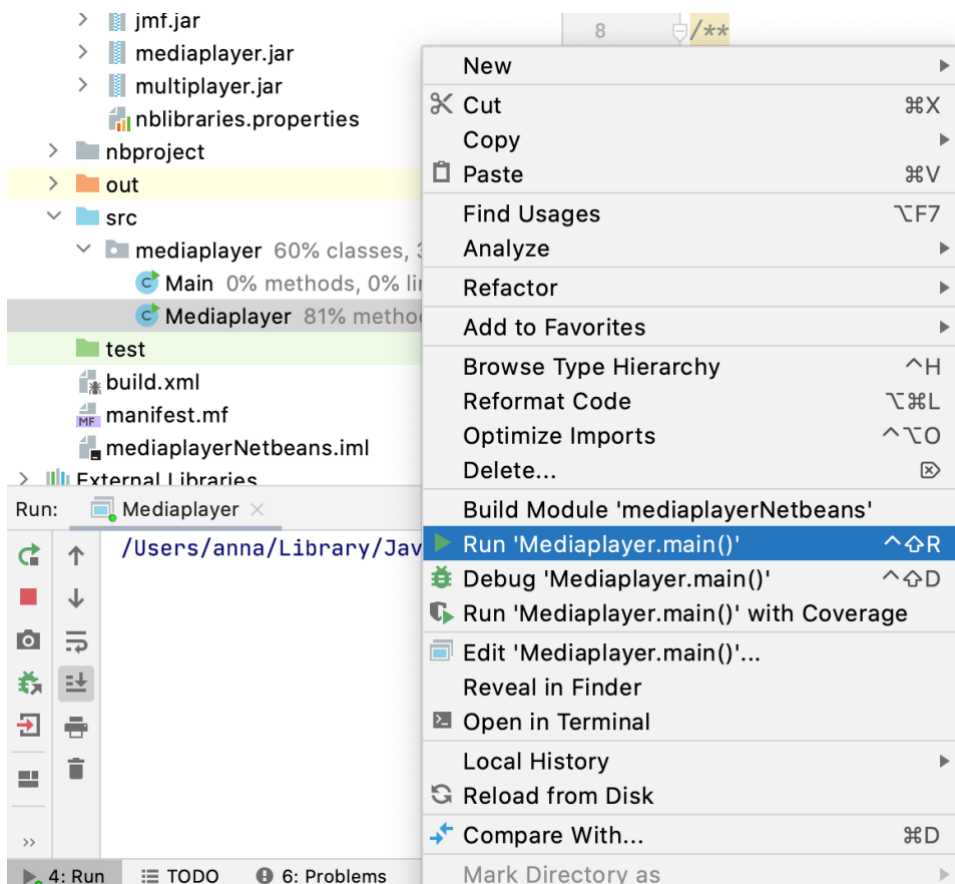 jmf.jar
mediaplayer.jar
multiplayer.jar
nblibraries.properties
nbproject
out
src
mediaplayer 60% classes,
Main 0% methods, 0%
Mediaplayer 81%
test
build.xml
MF manifest.mf
mediaplayerNetbeans.iml
External Libraries
8 /**
New
Cut ⌘X
Copy
Paste ⌘V
Find Usages ⌥F7
Analyze
Refactor
Add to Favorites
Browse Type Hierarchy ^H
Reformat Code ⌥⌘L
Optimize Imports ^⌥O
Delete... ⌦
Build Module 'mediaplayerNetbeans'
Run 'Mediaplayer.main()' ^⇧R
Debug 'Mediaplayer.main()' ^⇧D
Run 'Mediaplayer.main()' with Coverage
Edit 'Mediaplayer.main()'...
Reveal in Finder
Open in Terminal
Local History
Reload from Disk
Compare With... ⌘D
Mark Directory as
Run: Mediaplayer
/Users/anna/Library/Jav
4: Run TODO 6: Problems